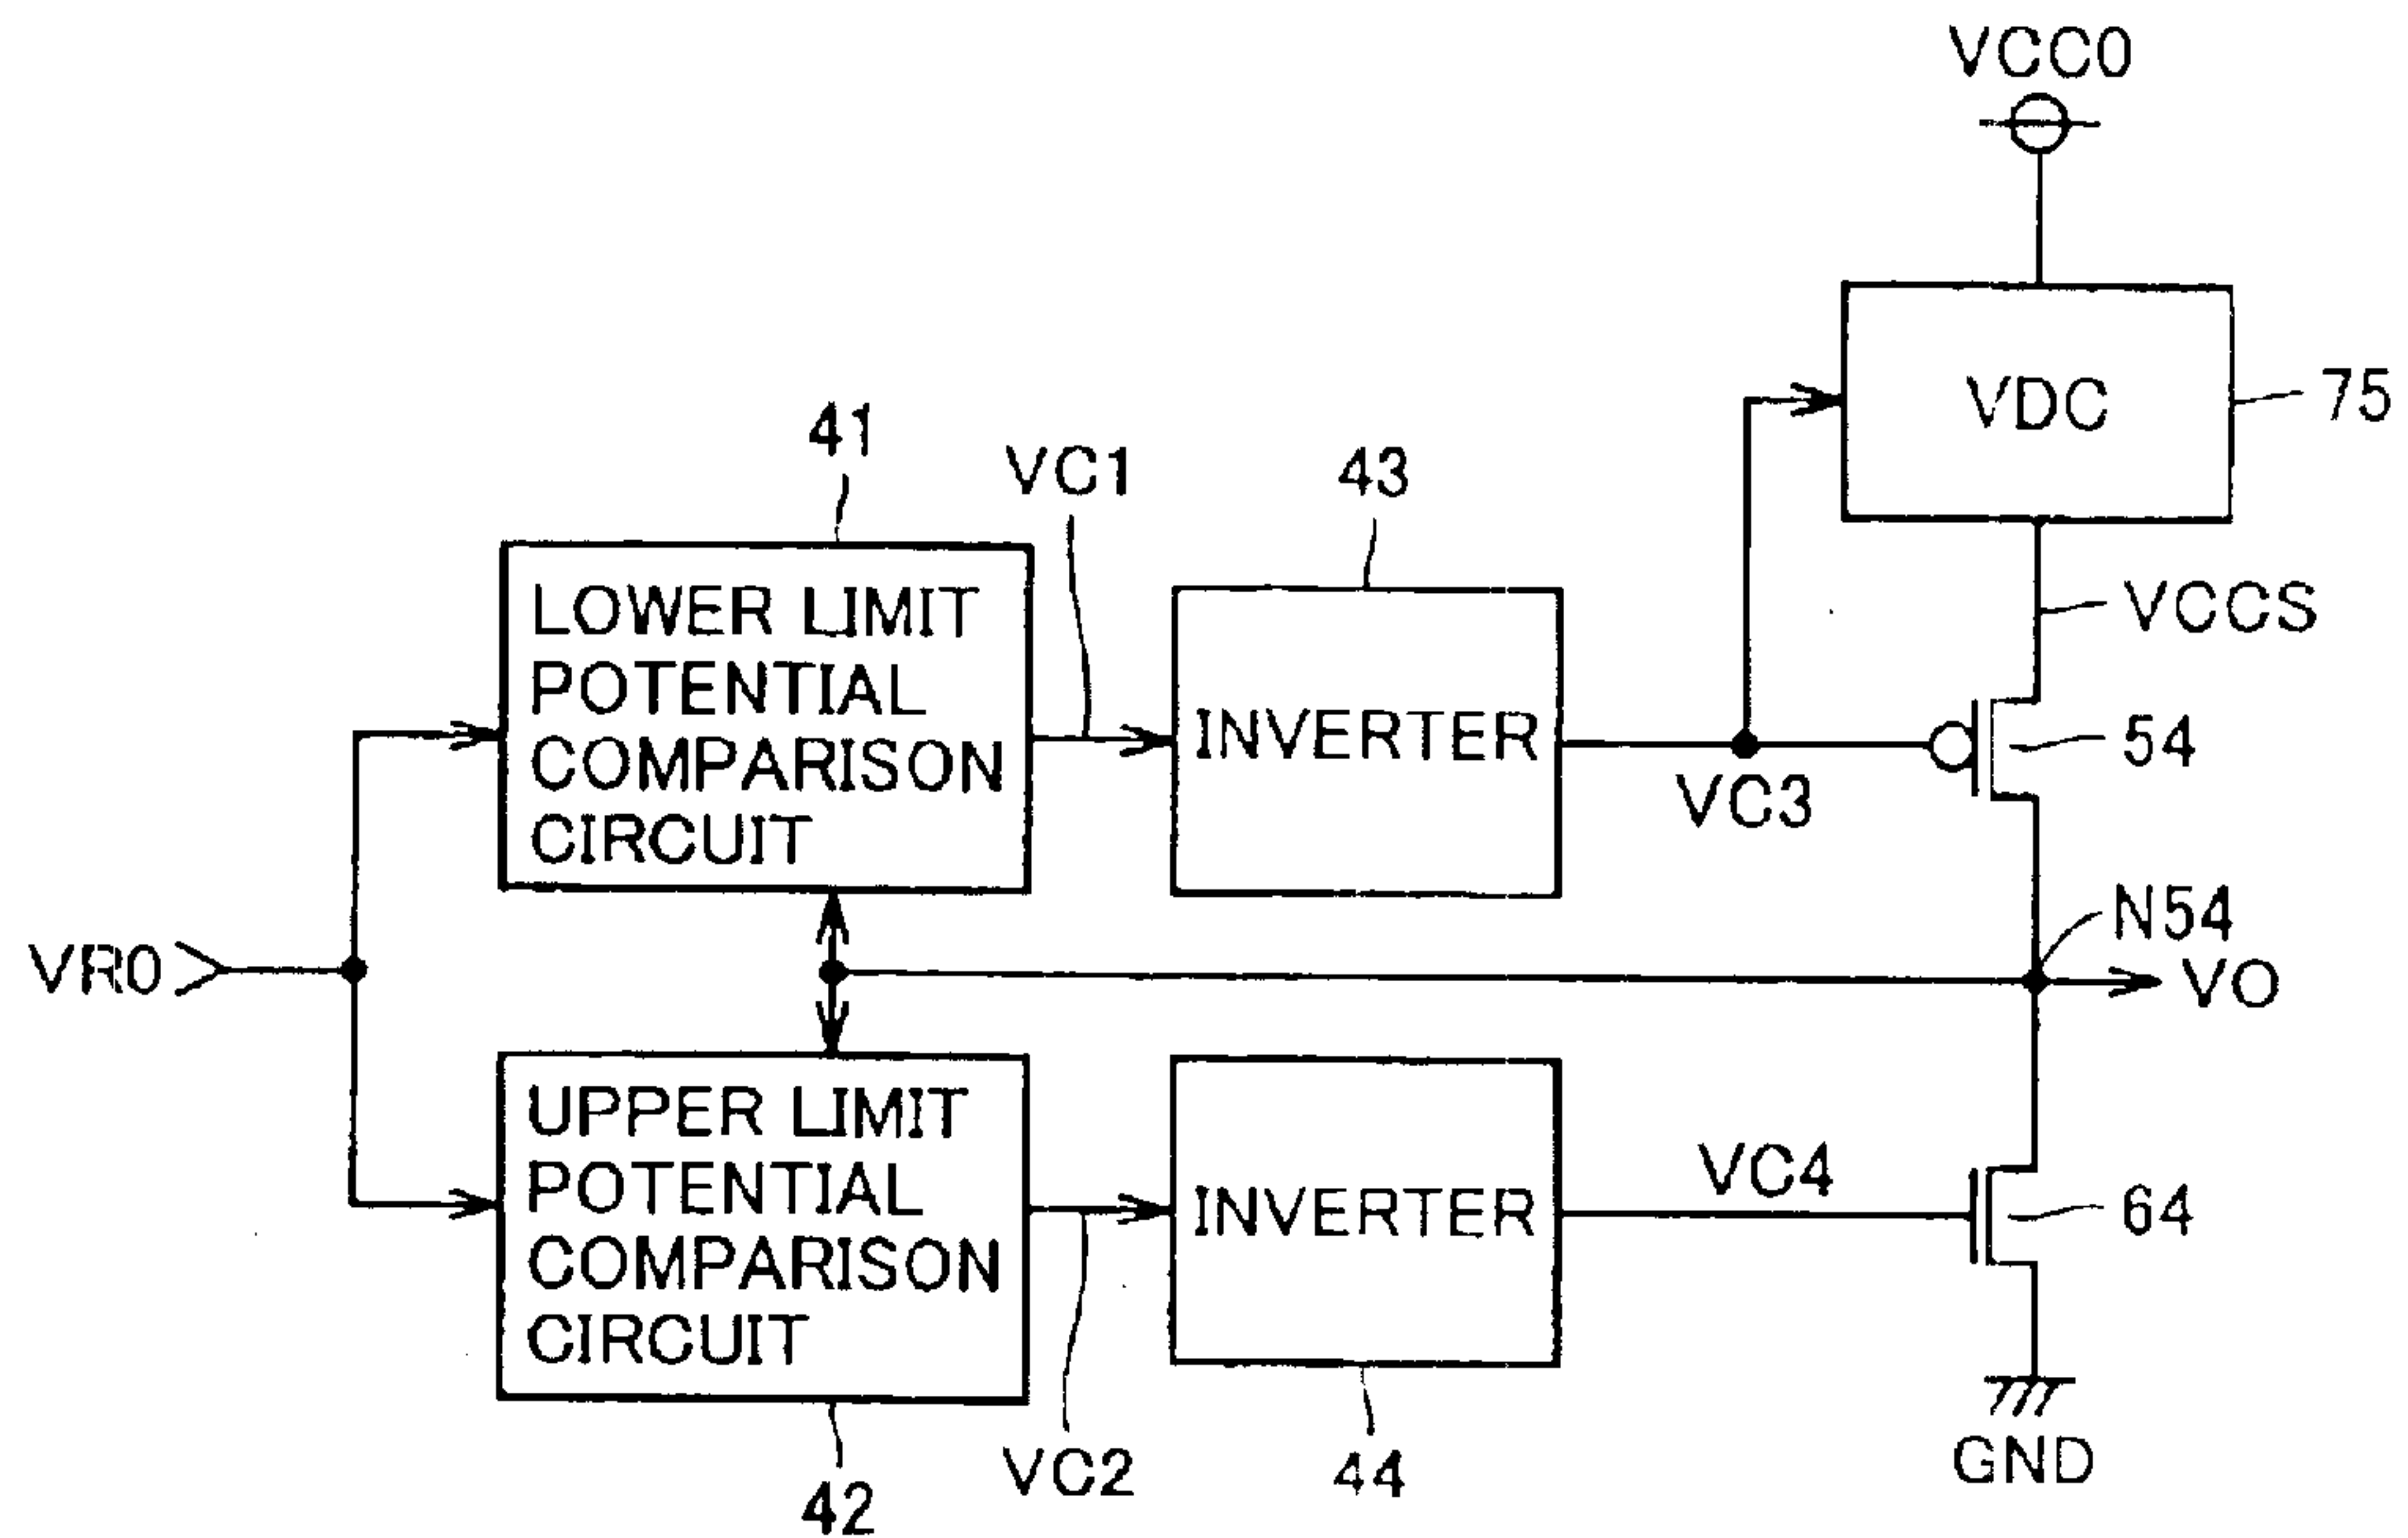 VCC0
VDC
75
41
VC1
43
LOWER LIMIT
POTENTIAL
COMPARISON
CIRCUIT
INVERTER
VCCS
54
VC3
N54
VR0
VO
UPPER LIMIT
POTENTIAL
COMPARISON
CIRCUIT
INVERTER
VC4
64
42
VC2
44
GND